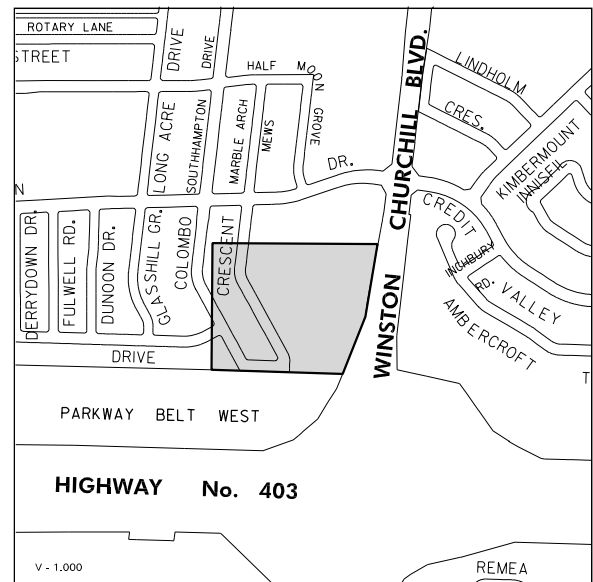 ROTARY LANE
STREET
DRIVE
DRIVE
HALF MOON GROVE
WINSTON CHURCHILL BLVD.
LINDHOLM
CRES.
LONG ACRE
SOUTHHAMPTON
MARBLE ARCH
MEWS
DR.
KIMBERMOUNT
N
CREDIT
VALLEY
DERRYDOWN DR.
FULWELL RD.
DUNOON DR.
GLASSHILL GR.
COLOMBO
CRESCENT
INCHBURY
RD.
AMBERCROFT
DRIVE
T
PARKWAY BELT WEST
HIGHWAY No. 403
V - 1.000
REMEA